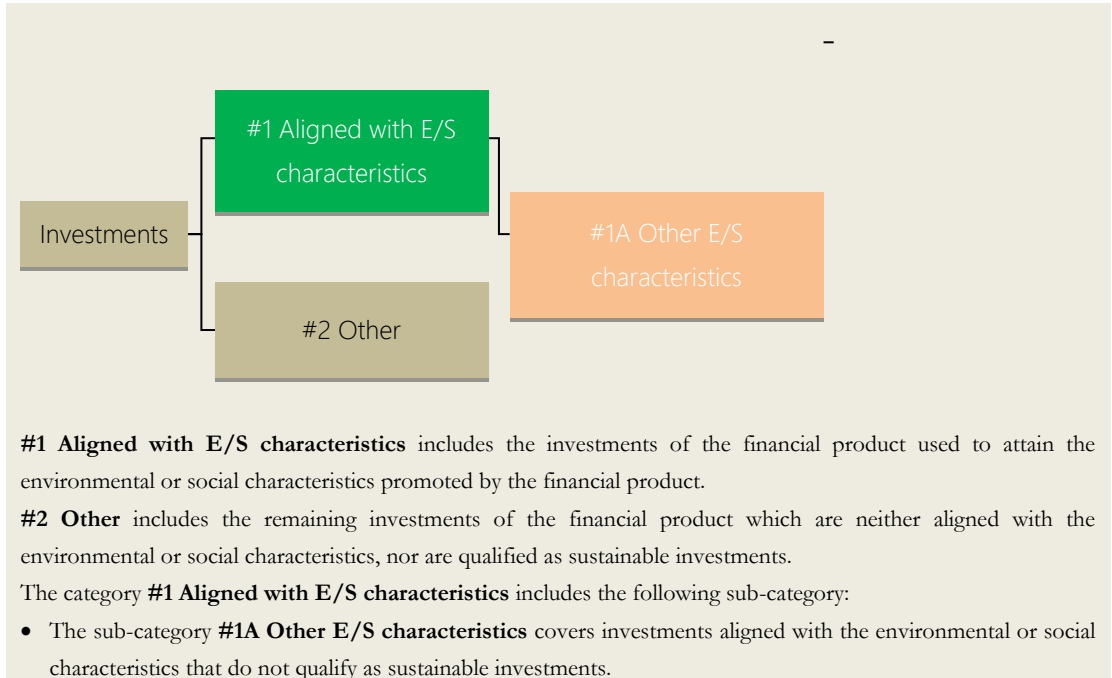 –
#1 Aligned with E/S
characteristics
Investments
#1A Other E/S
characteristics
#2 Other
#1 Aligned with E/S characteristics includes the investments of the financial product used to attain the
environmental or social characteristics promoted by the financial product.
#2 Other includes the remaining investments of the financial product which are neither aligned with the
environmental or social characteristics, nor are qualified as sustainable investments.
The category #1 Aligned with E/S characteristics includes the following sub-category:
• The sub-category #1A Other E/S characteristics covers investments aligned with the environmental or social
characteristics that do not qualify as sustainable investments.